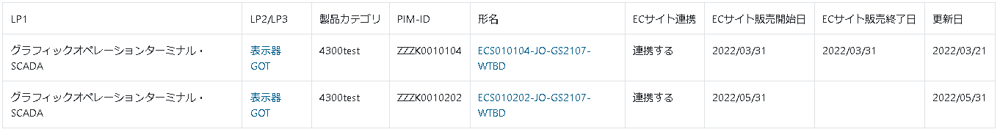 LP1 LP2/LP3 製品カテゴリ PIM-ID 形名 ECサイト連携 ECサイト販売開始日 ECサイト販売終了日 更新日
グラフィックオペレーションターミナル・ 表示器 4300test ZZZK0010104 ECS010104-JO-GS2107- 連携する 2022/03/31 2022/03/31 2022/03/21
SCADA GOT WTBD
グラフィックオペレーションターミナル・ 表示器 4300test ZZZK0010202 ECS010202-JO-GS2107- 連携する 2022/05/31 2022/05/31
SCADA GOT WTBD